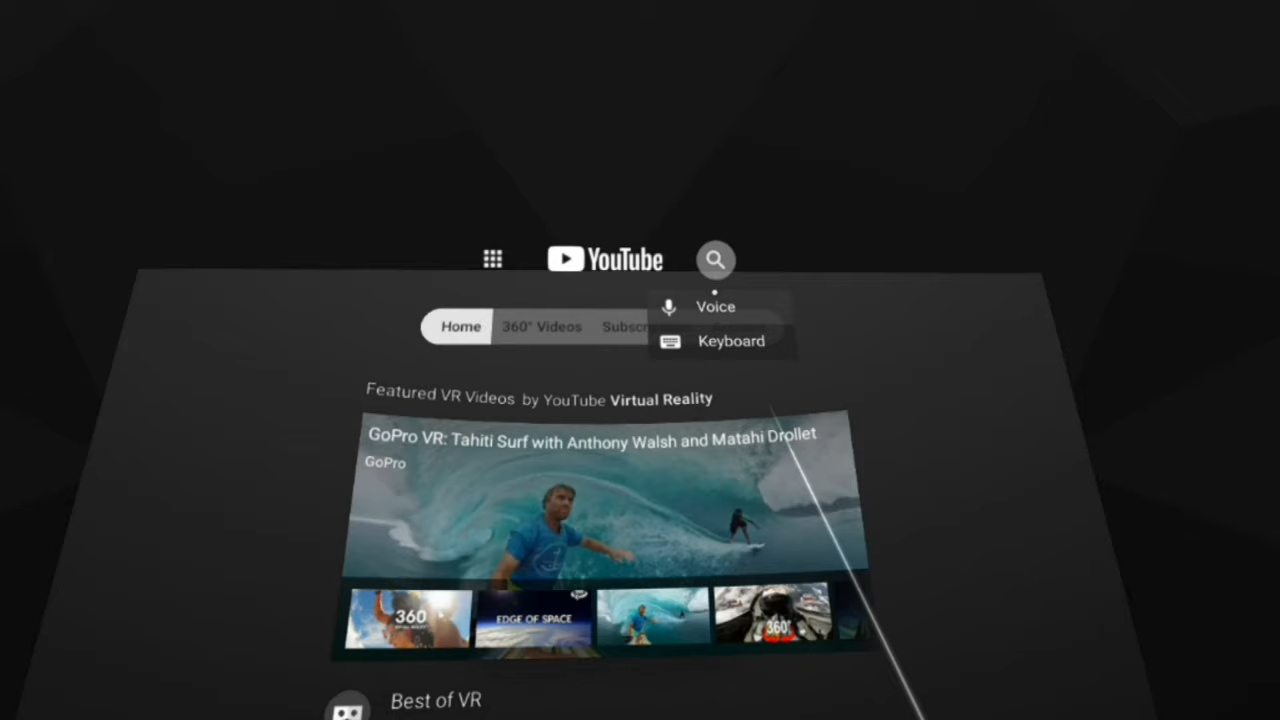 YouTube
Voice
Home 360° Videos Subscr
Keyboard
Featured VR Videos by YouTube Virtual Reality
GoPro VR: Tahiti Surf with Anthony Walsh and Matahi Drollet
GoPro
360
EDGE OF SPACE
360°
Best of VR